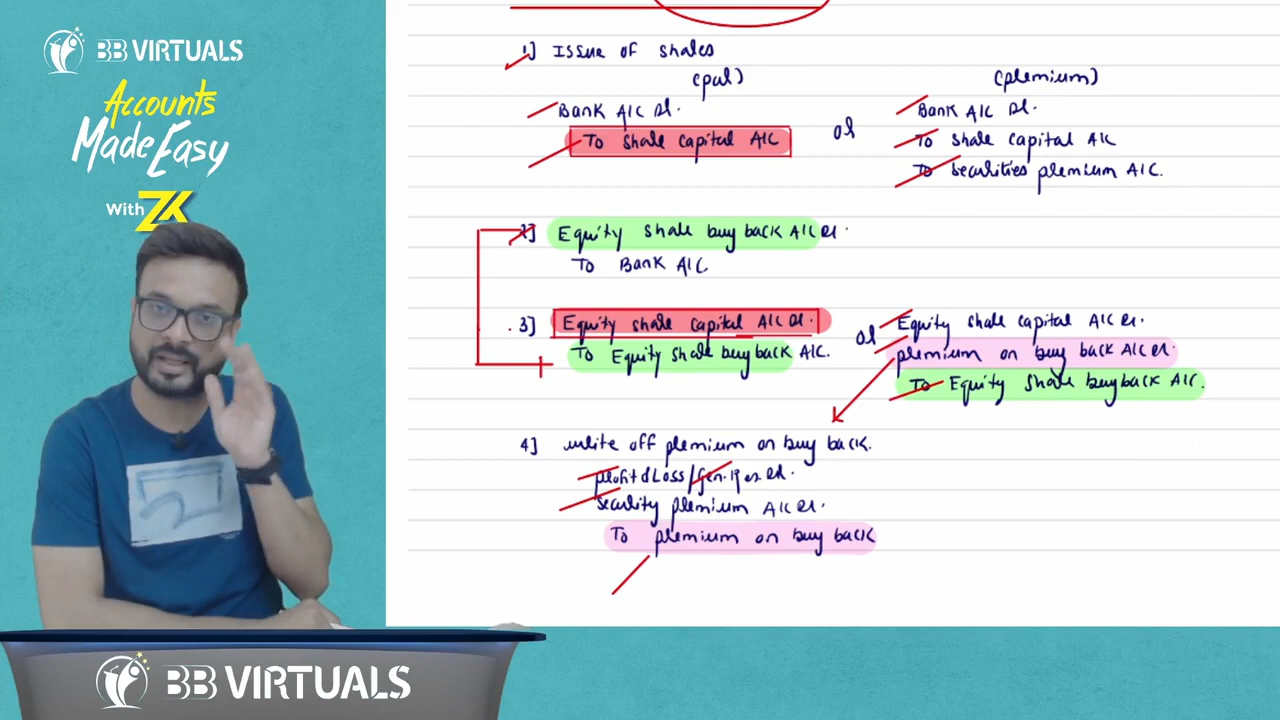 BB VIRTUALS
Accounts
Made Easy
With ZK
1] Issue of shares
(par)
Bank A/C Dr.
To share capital A/C
or
(premium)
Bank A/C Dr.
To share capital A/C
To securities premium A/C.
2] Equity share buy back A/C Dr.
To Bank A/C
3] Equity share capital A/C Dr.
To Equity share buy back A/C.
or
Equity share capital A/C Dr.
premium on buy back A/C Dr.
To Equity share buyback A/C.
4] write off premium on buy back.
profit & Loss/Gen. Res. Dr.
security premium A/C Dr.
To premium on buy back
BB VIRTUALS